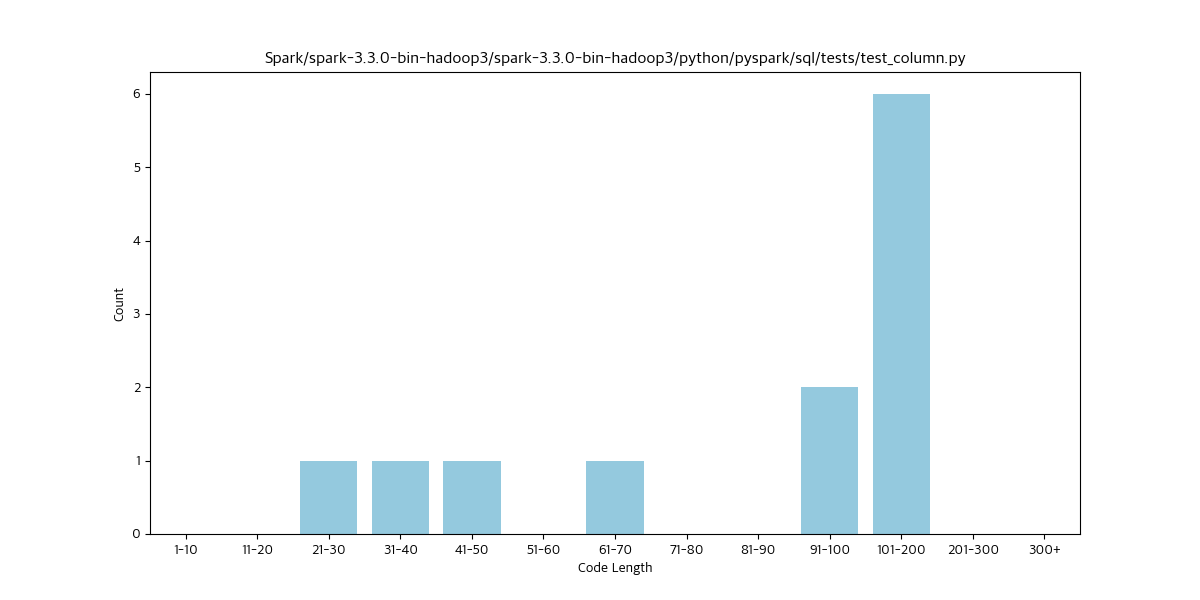 Spark/spark-3.3.0-bin-hadoop3/spark-3.3.0-bin-hadoop3/python/pyspark/sql/tests/test_column.py
6
5
4
3
2
1
0
Count
1-10 11-20 21-30 31-40 41-50 51-60 61-70 71-80 81-90 91-100 101-200 201-300 300+
Code Length